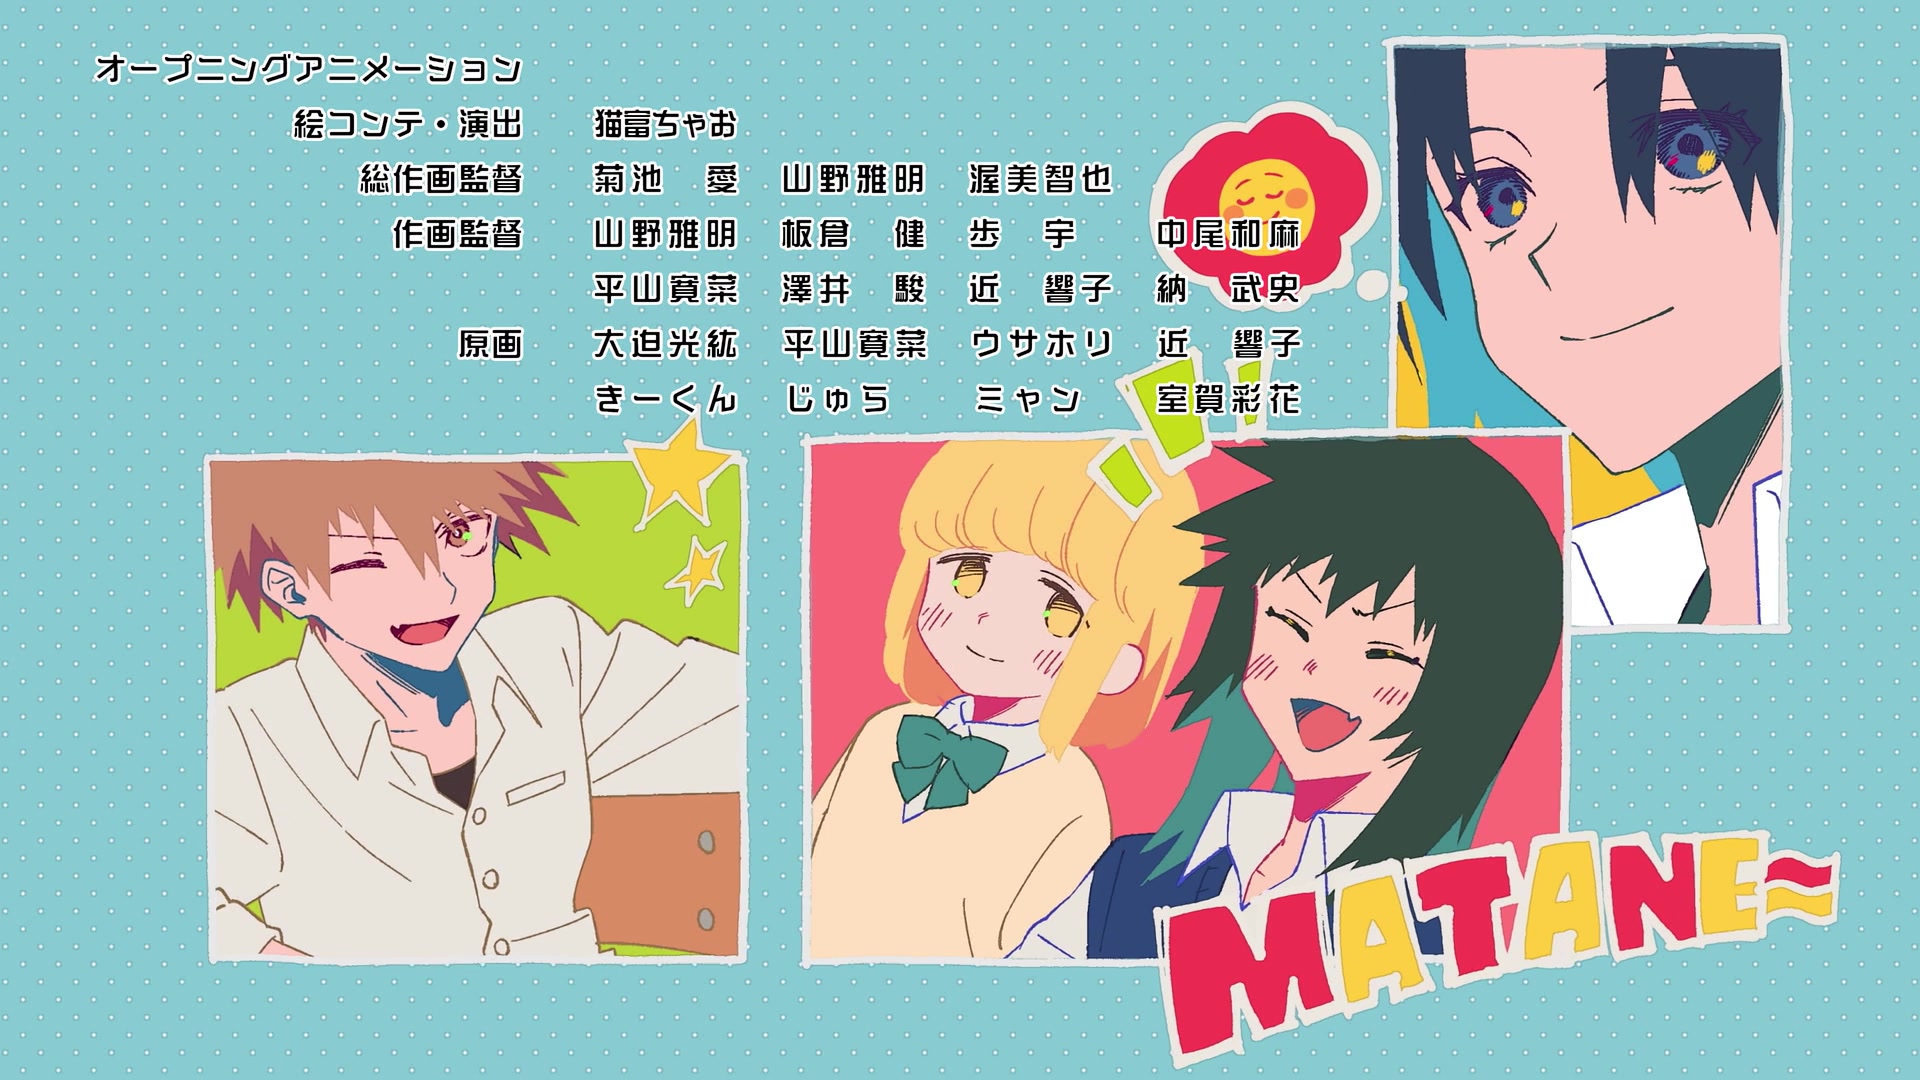 オープニングアニメーション
絵コンテ・演出 猫富ちゃお
総作画監督 菊池 愛 山野雅明 渥美智也
作画監督 山野雅明 板倉 健 歩 宇 中尾和麻
平山寛菜 澤井 駿 近 響子 納 武史
原画 大迫光紘 平山寛菜 ウサホリ 近 響子
きーくん じゅら ミャン 室賀彩花
MATANE~